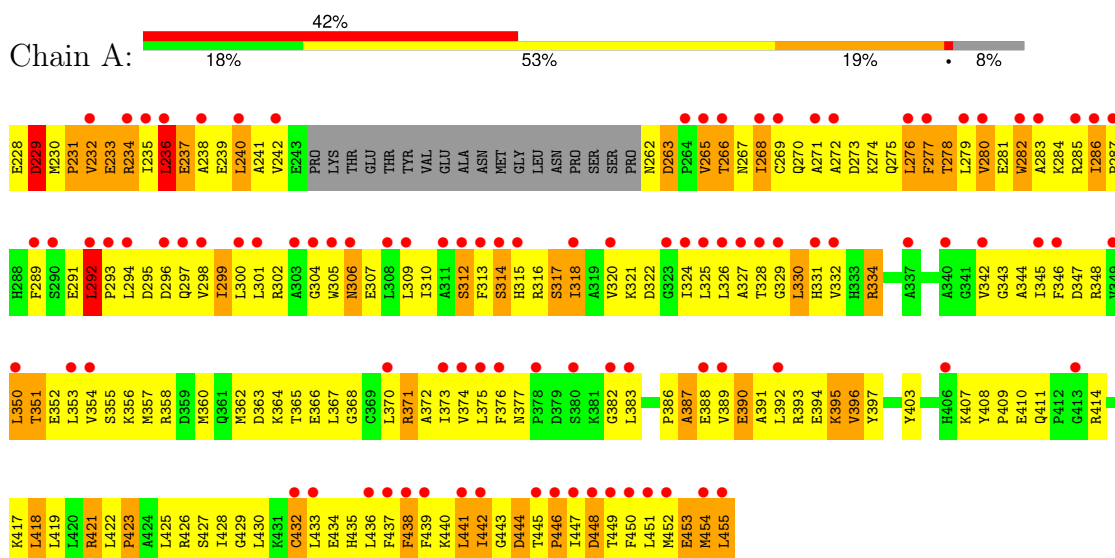 42%
Chain A:
18% 53% 19% • 8%
E228 D229 M230 P231 V232 E233 R234 I235 L236 E237 A238 E239 L240 A241 V242 E243 PRO LYS THR GLU THR TYR VAL GLU ALA ASN MET GLY LEU ASN PRO SER SER PRO N262 D263 P264 V265 T266 N267 I268 C269 Q270 A271 A272 D273 K274 Q275 L276 F277 T278 L279 V280 E281 W282 A283 K284 R285 I286 P287
H288 F289 S290 E291 L292 P293 L294 D295 D296 Q297 V298 I299 L300 L301 R302 A303 G304 W305 N306 E307 L308 L309 I310 A311 S312 F313 S314 H315 R316 S317 I318 A319 V320 K321 D322 G323 I324 L325 L326 A327 T328 G329 L330 H331 V332 H333 R334 A337 A340 G341 V342 G343 A344 I345 F346 D347 R348 V349
L350 T351 E352 L353 V354 S355 K356 M357 R358 D359 M360 Q361 M362 D363 K364 T365 E366 L367 G368 C369 L370 R371 A372 I373 V374 L375 F376 N377 P378 D379 S380 K381 G382 L383 P386 A387 E388 V389 E390 A391 L392 R393 E394 K395 V396 Y397 Y403 H406 K407 Y408 P409 E410 Q411 P412 G413 R414
K417 L418 L419 L420 R421 L422 P423 A424 L425 R426 S427 I428 G429 L430 K431 C432 L433 E434 H435 L436 F437 F438 F439 K440 L441 I442 G443 D444 T445 P446 I447 D448 T449 F450 L451 M452 E453 M454 L455